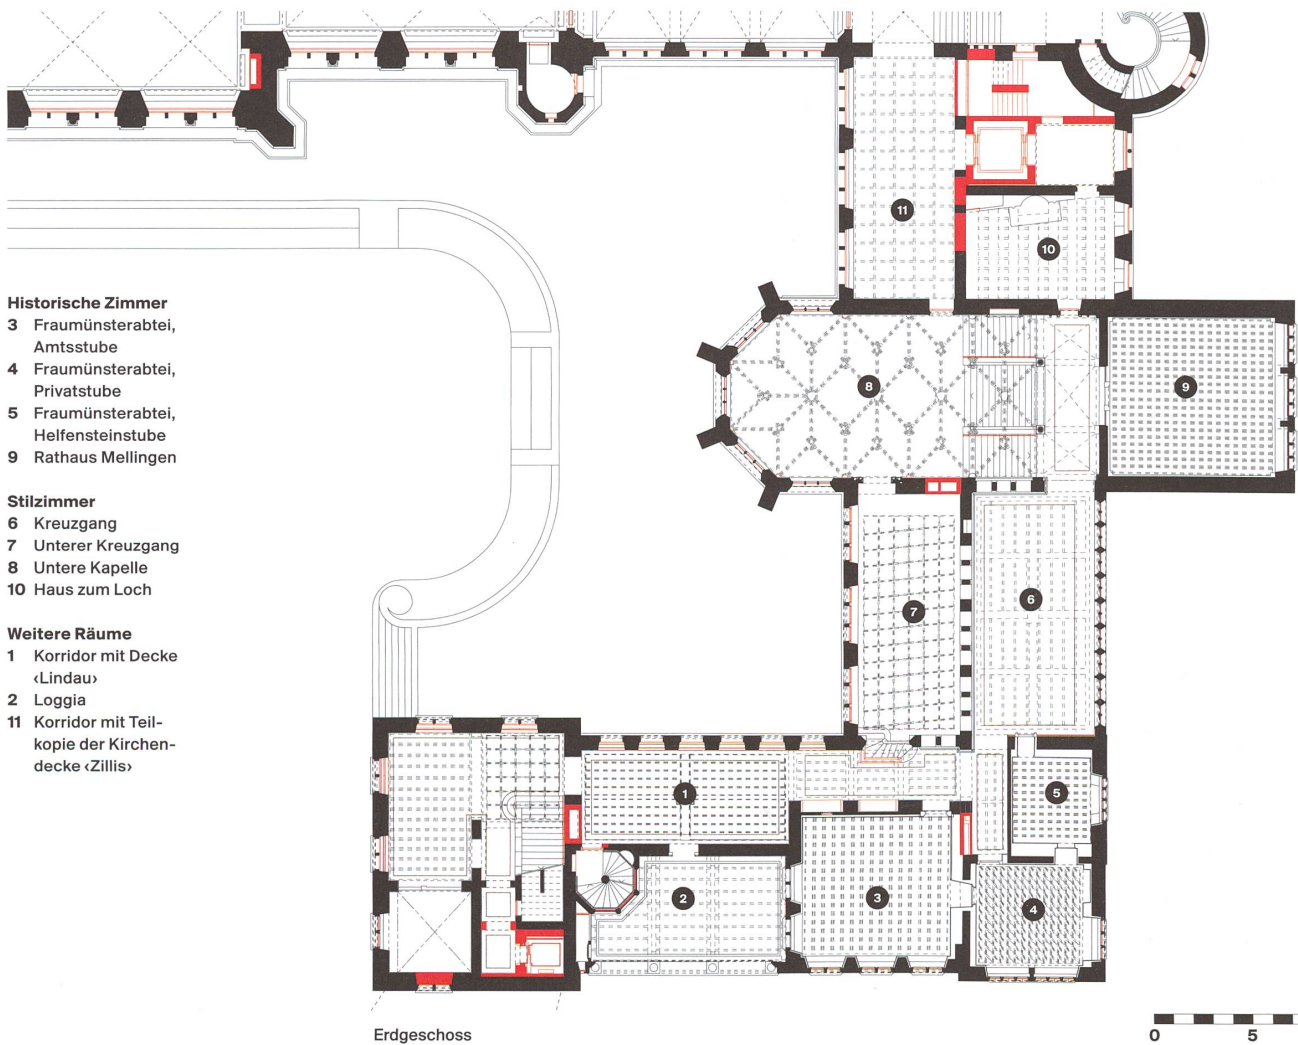 Historische Zimmer
3 Fraumünsterabtei,
Amtsstube
4 Fraumünsterabtei,
Privatstube
5 Fraumünsterabtei,
Helfensteinstube
9 Rathaus Mellingen
Stilzimmer
6 Kreuzgang
7 Unterer Kreuzgang
8 Untere Kapelle
10 Haus zum Loch
Weitere Räume
1 Korridor mit Decke
‹Lindau›
2 Loggia
11 Korridor mit Teil-
kopie der Kirchen-
decke ‹Zillis›
11
10
8
9
7
6
1
5
2
3
4
Erdgeschoss
0 5